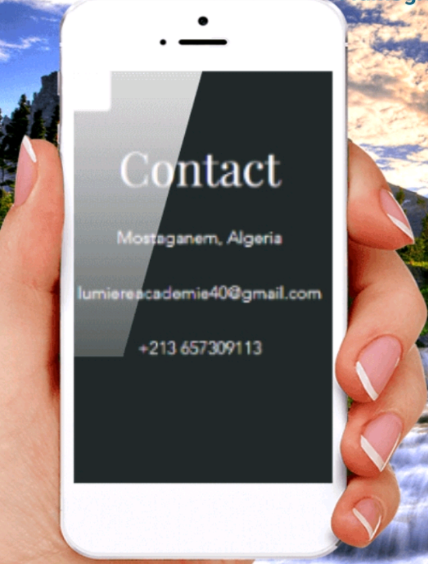 Contact
Mostaganem, Algeria
lumiereacademie40@gmail.com
+213 657309113